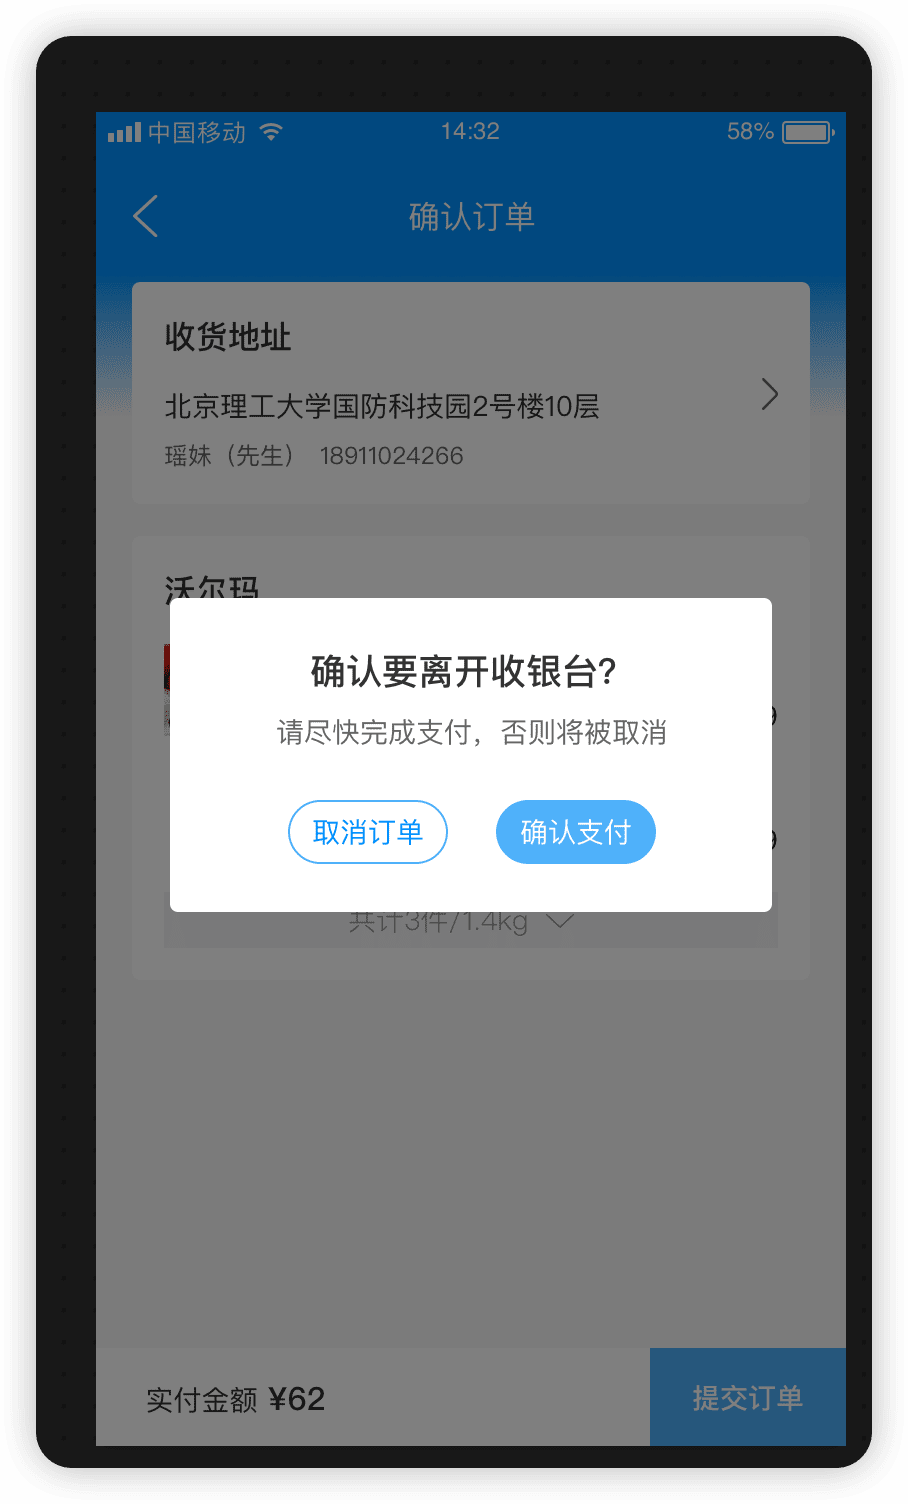 中国移动 14:32 58%
确认订单
收货地址
北京理工大学国防科技园2号楼10层
瑶妹（先生） 18911024266
沃尔玛
确认要离开收银台?
请尽快完成支付，否则将被取消
取消订单 确认支付
共计3件/1.4kg
实付金额 ¥62 提交订单